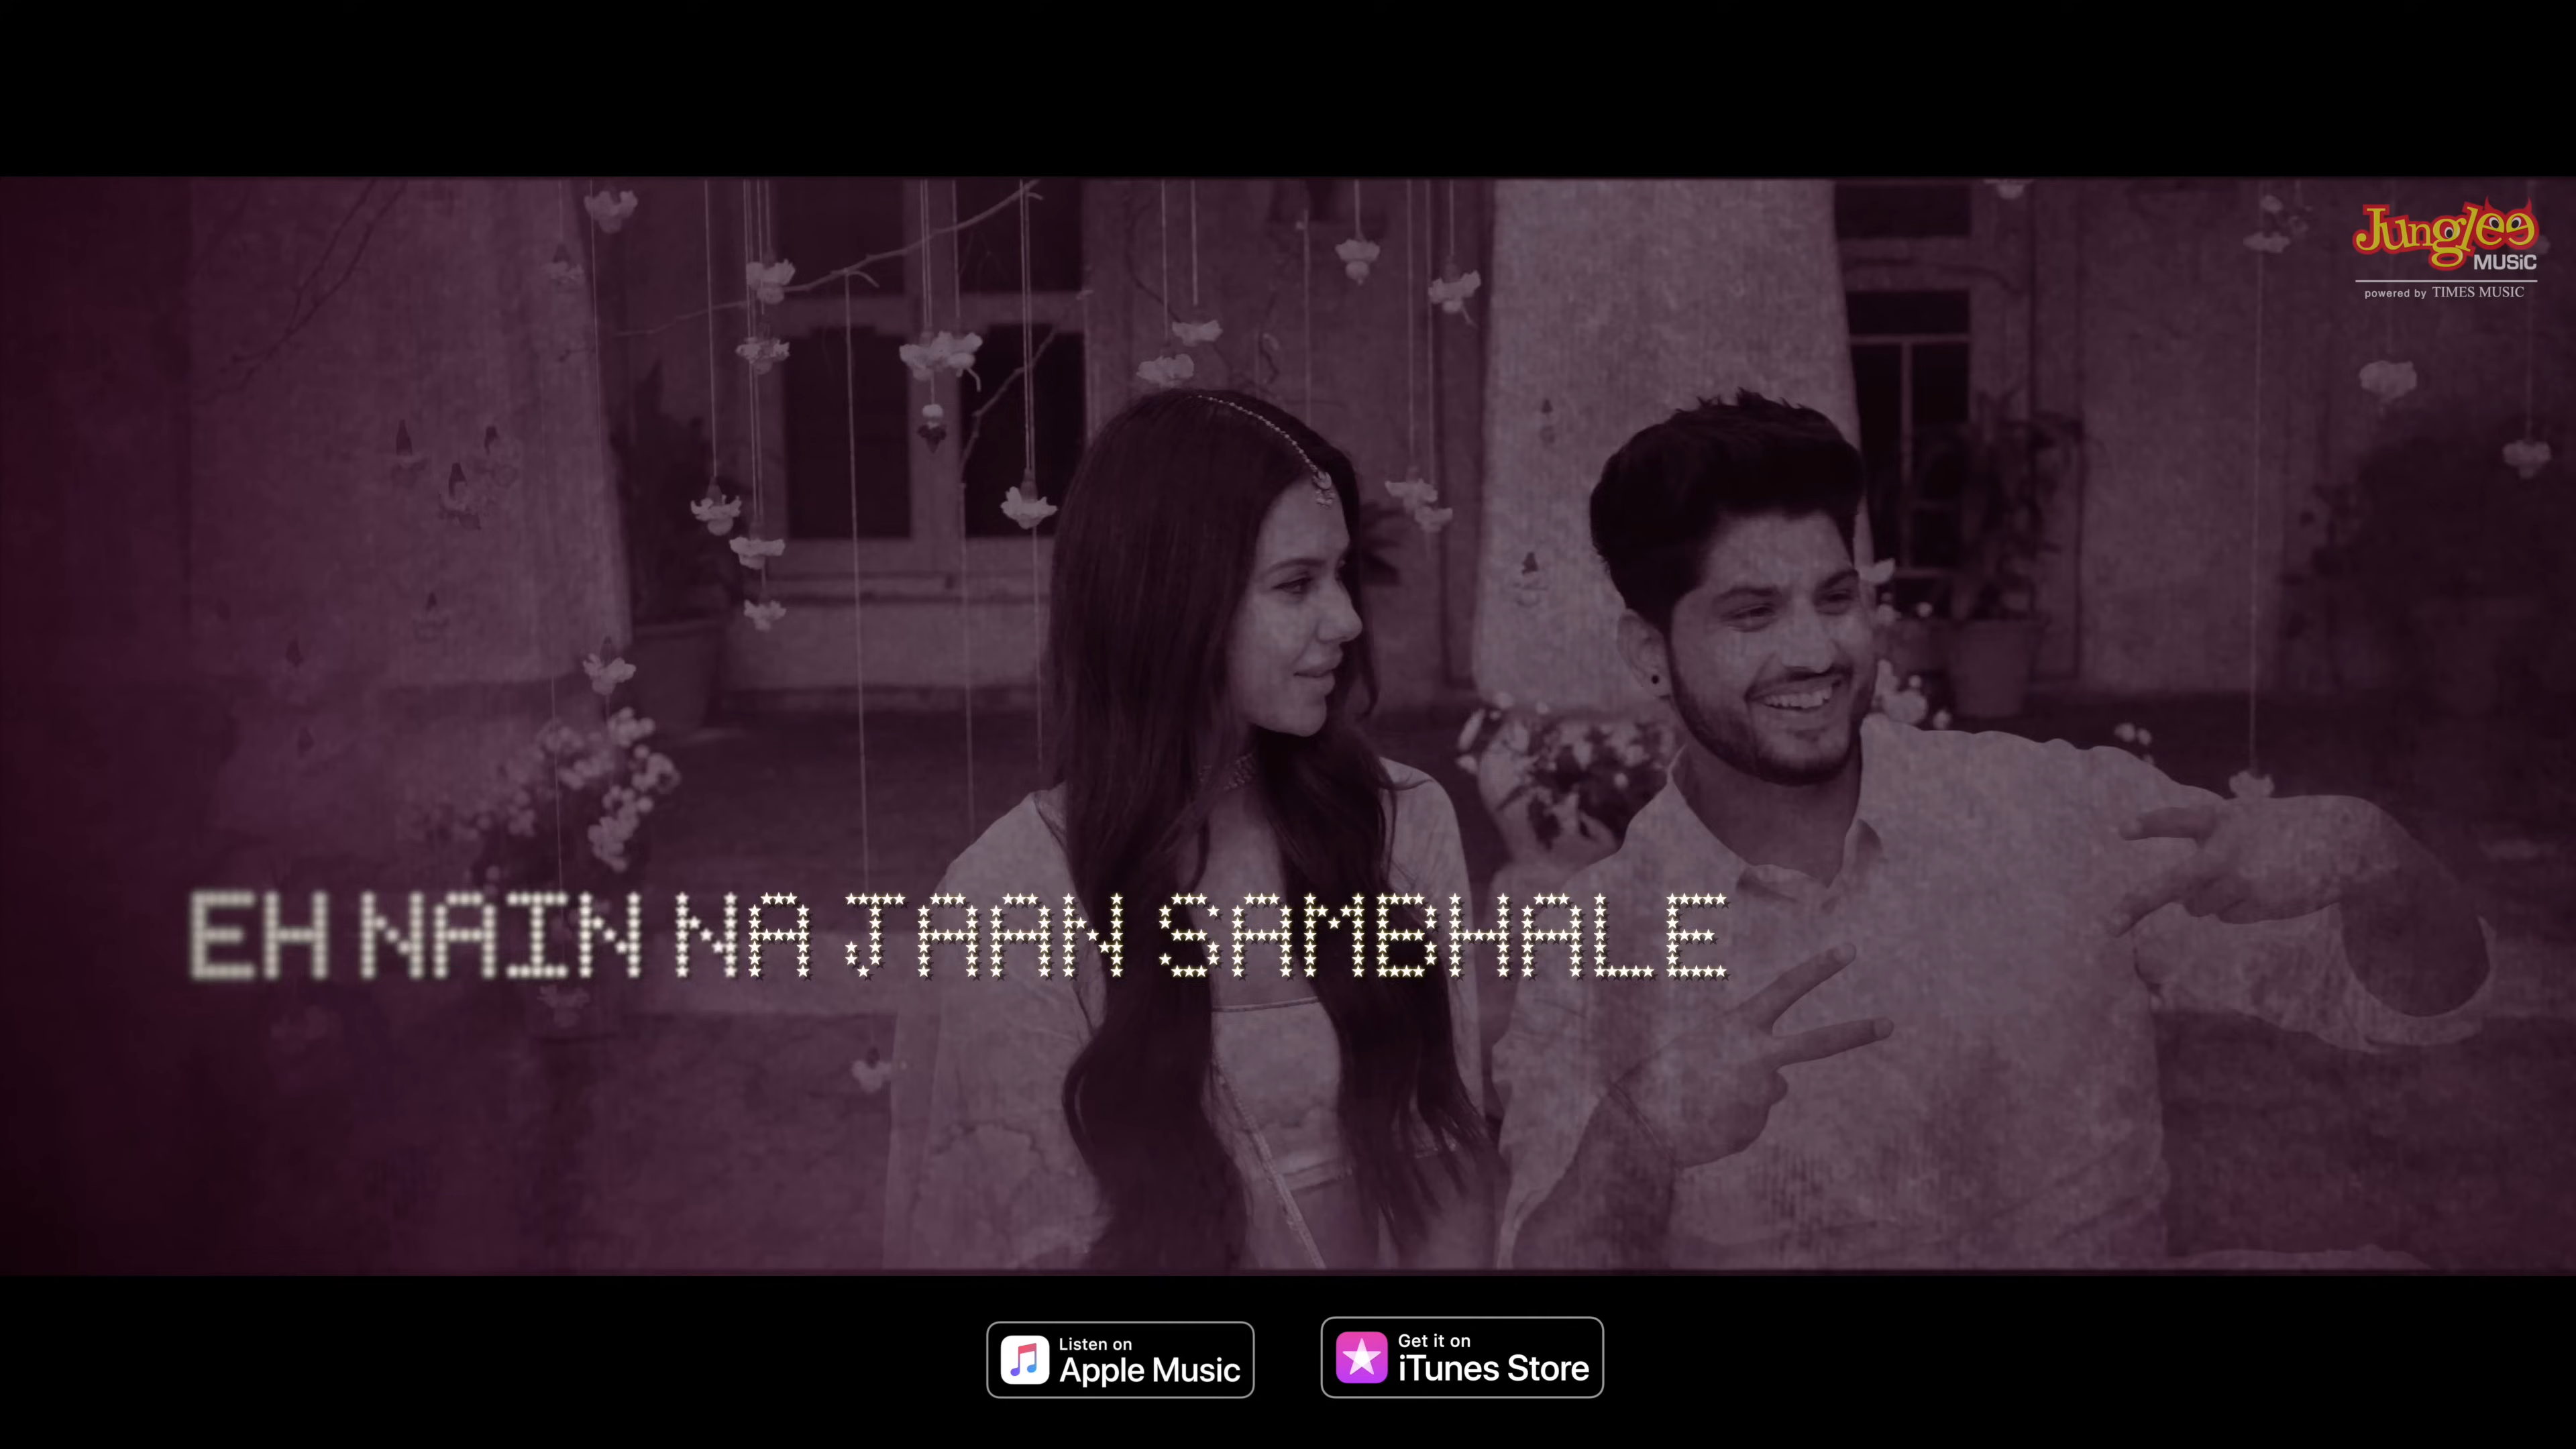 Junglee
MUSiC
powered by TIMES MUSIC
EH NAIN NA JAAN SAMBHALE
Listen on
Apple Music
Get it on
iTunes Store